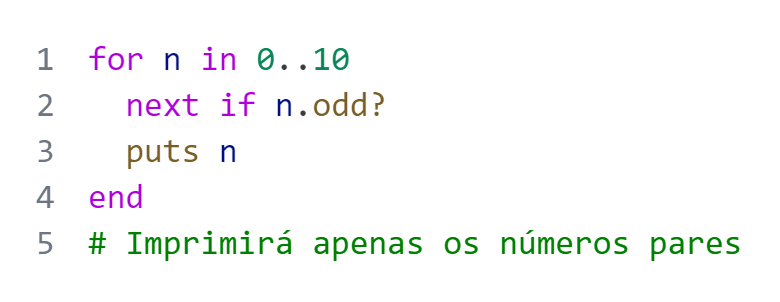 1 for n in 0..10
2   next if n.odd?
3   puts n
4 end
5 # Imprimirá apenas os números pares